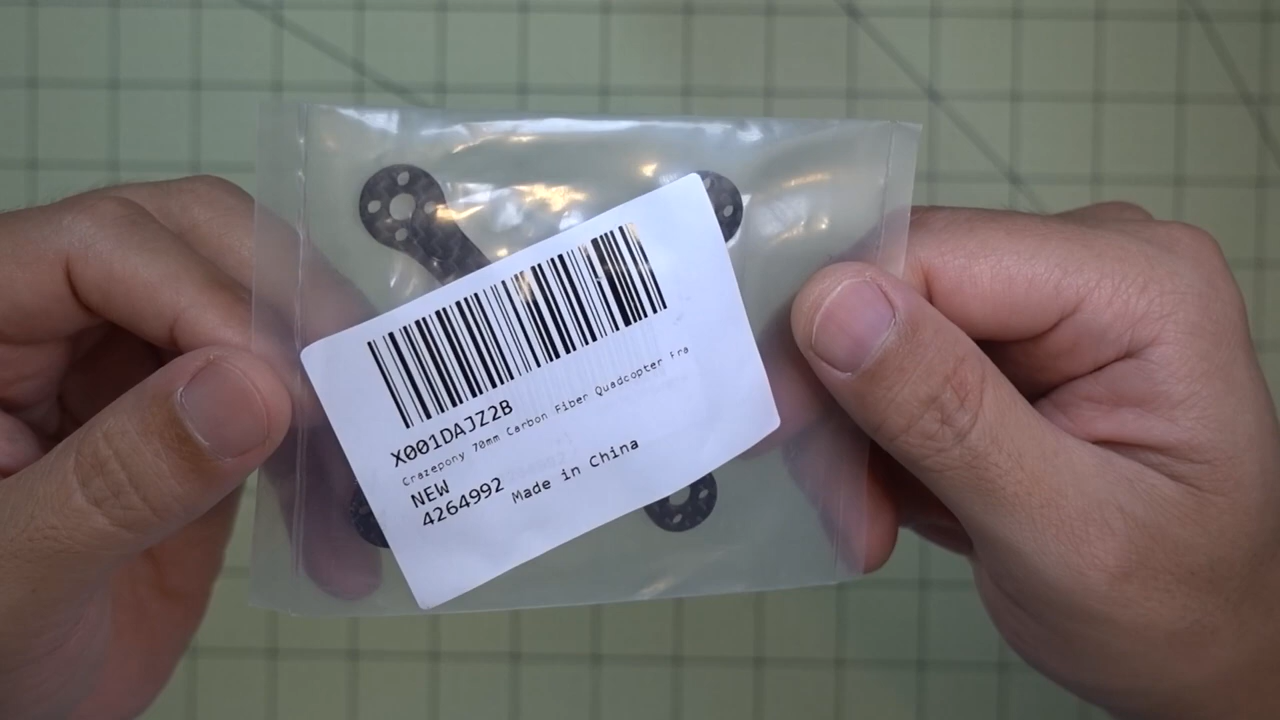 X001DAJZ2B
Crazepony 70mm Carbon Fiber Quadcopter Fra
NEW
4264992 Made in China